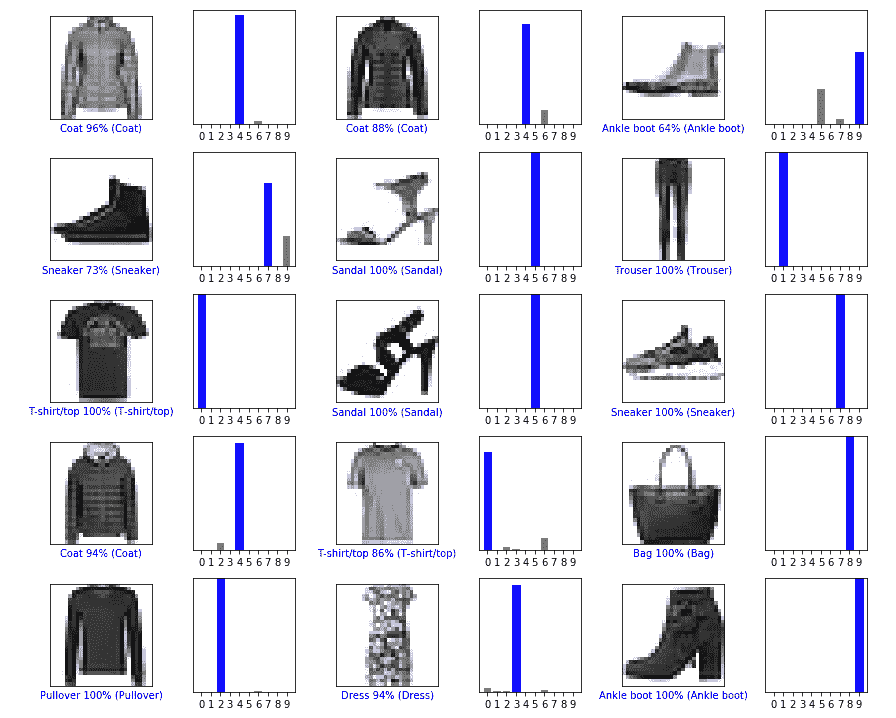 0 1 2 3 4 5 6 7 8 9
0 1 2 3 4 5 6 7 8 9
0 1 2 3 4 5 6 7 8 9
Coat 96% (Coat)
Coat 88% (Coat)
Ankle boot 64% (Ankle boot)
0 1 2 3 4 5 6 7 8 9
0 1 2 3 4 5 6 7 8 9
0 1 2 3 4 5 6 7 8 9
Sneaker 73% (Sneaker)
Sandal 100% (Sandal)
Trouser 100% (Trouser)
0 1 2 3 4 5 6 7 8 9
0 1 2 3 4 5 6 7 8 9
0 1 2 3 4 5 6 7 8 9
T-shirt/top 100% (T-shirt/top)
Sandal 100% (Sandal)
Sneaker 100% (Sneaker)
0 1 2 3 4 5 6 7 8 9
0 1 2 3 4 5 6 7 8 9
0 1 2 3 4 5 6 7 8 9
Coat 94% (Coat)
T-shirt/top 86% (T-shirt/top)
Bag 100% (Bag)
0 1 2 3 4 5 6 7 8 9
0 1 2 3 4 5 6 7 8 9
0 1 2 3 4 5 6 7 8 9
Pullover 100% (Pullover)
Dress 94% (Dress)
Ankle boot 100% (Ankle boot)